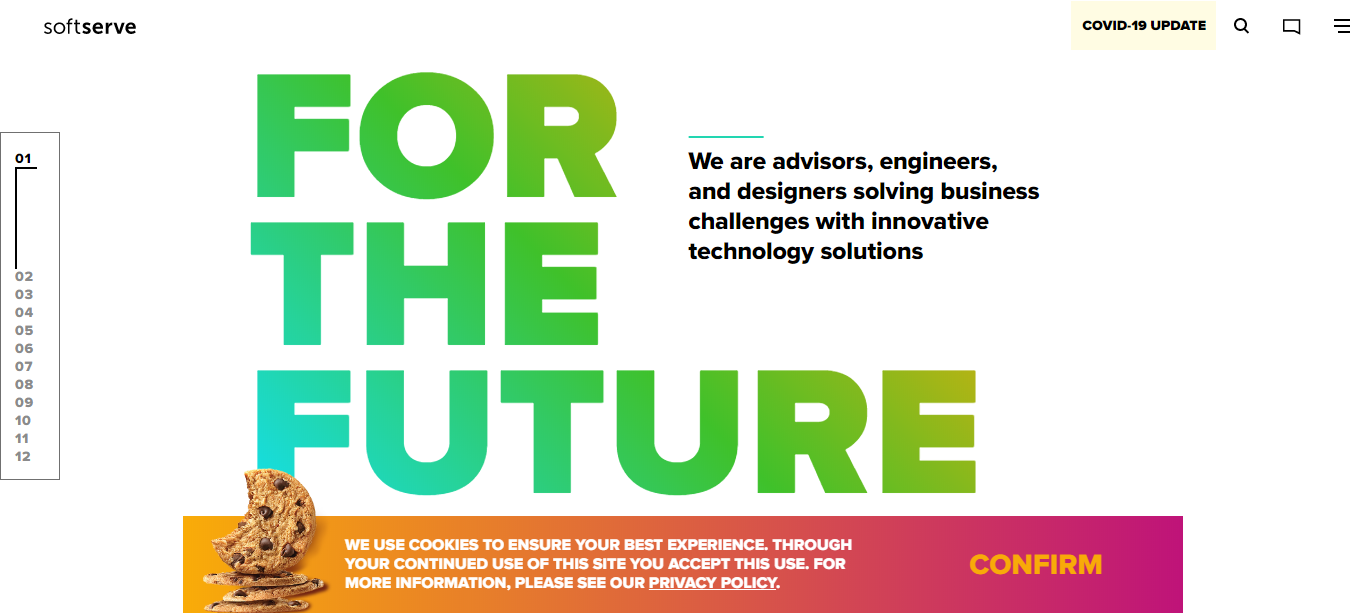 softserve
COVID-19 UPDATE
FOR
THE
FUTURE
We are advisors, engineers,
and designers solving business
challenges with innovative
technology solutions
01
02
03
04
05
06
07
08
09
10
11
12
WE USE COOKIES TO ENSURE YOUR BEST EXPERIENCE. THROUGH
YOUR CONTINUED USE OF THIS SITE YOU ACCEPT THIS USE. FOR
MORE INFORMATION, PLEASE SEE OUR PRIVACY POLICY.
CONFIRM